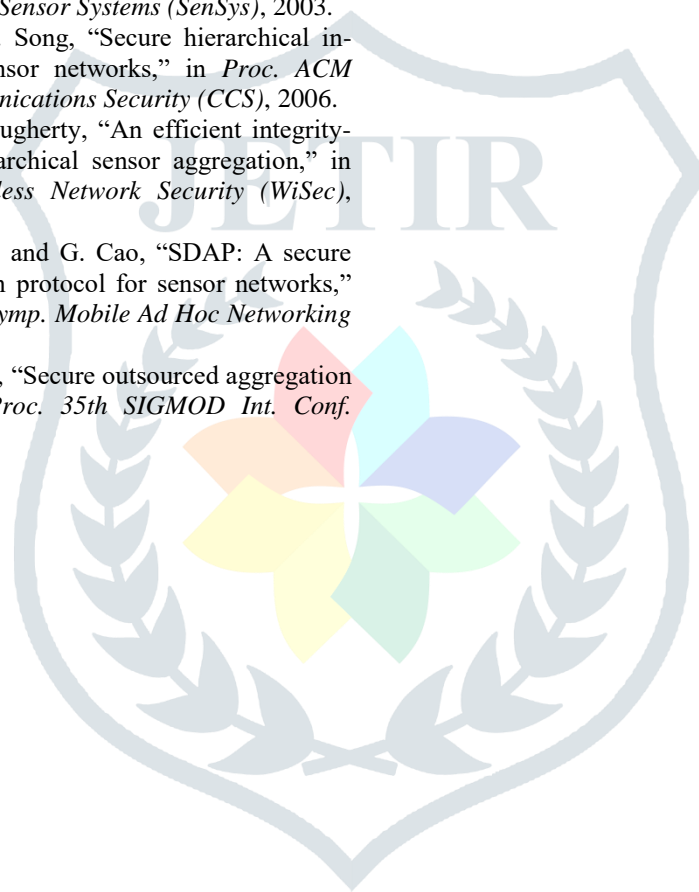 Sensor Systems (SenSys), 2003.
Song, “Secure hierarchical in-
nsor networks,” in Proc. ACM
nications Security (CCS), 2006.
ugherty, “An efficient integrity-
archical sensor aggregation,” in
less Network Security (WiSec),
and G. Cao, “SDAP: A secure
n protocol for sensor networks,”
ymp. Mobile Ad Hoc Networking
, “Secure outsourced aggregation
Proc. 35th SIGMOD Int. Conf.
JETIR